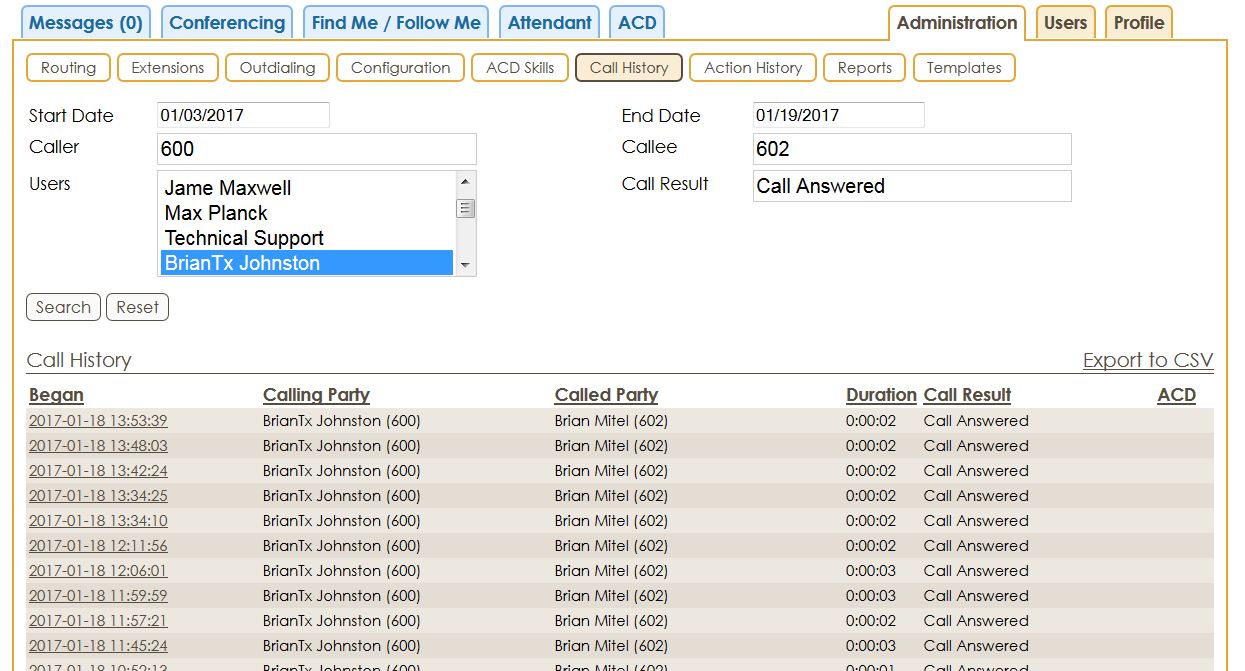 Messages (0) Conferencing Find Me / Follow Me Attendant ACD Administration Users Profile
Routing Extensions Outdialing Configuration ACD Skills Call History Action History Reports Templates
Start Date 01/03/2017 End Date 01/19/2017
Caller 600 Callee 602
Users Jame Maxwell Call Result Call Answered
Max Planck
Technical Support
BrianTx Johnston
Search Reset
Call History Export to CSV
Began Calling Party Called Party Duration Call Result ACD
2017-01-18 13:53:39 BrianTx Johnston (600) Brian Mitel (602) 0:00:02 Call Answered
2017-01-18 13:48:03 BrianTx Johnston (600) Brian Mitel (602) 0:00:02 Call Answered
2017-01-18 13:42:24 BrianTx Johnston (600) Brian Mitel (602) 0:00:02 Call Answered
2017-01-18 13:34:25 BrianTx Johnston (600) Brian Mitel (602) 0:00:02 Call Answered
2017-01-18 13:34:10 BrianTx Johnston (600) Brian Mitel (602) 0:00:02 Call Answered
2017-01-18 12:11:56 BrianTx Johnston (600) Brian Mitel (602) 0:00:02 Call Answered
2017-01-18 12:06:01 BrianTx Johnston (600) Brian Mitel (602) 0:00:03 Call Answered
2017-01-18 11:59:59 BrianTx Johnston (600) Brian Mitel (602) 0:00:03 Call Answered
2017-01-18 11:57:21 BrianTx Johnston (600) Brian Mitel (602) 0:00:02 Call Answered
2017-01-18 11:45:24 BrianTx Johnston (600) Brian Mitel (602) 0:00:03 Call Answered
2017-01-18 BrianTx Johnston (600) Brian Mitel (602) Call Answered